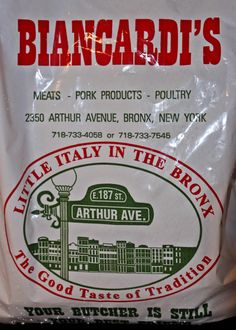 BIANCARDI'S
MEATS - PORK PRODUCTS - POULTRY
2350 ARTHUR AVENUE, BRONX, NEW YORK
718-733-4058 or 718-733-7546
LITTLE ITALY IN THE BRONX
E. 187 ST.
ARTHUR AVE.
The Good Taste of Tradition
YOUR BUTCHER IS STILL